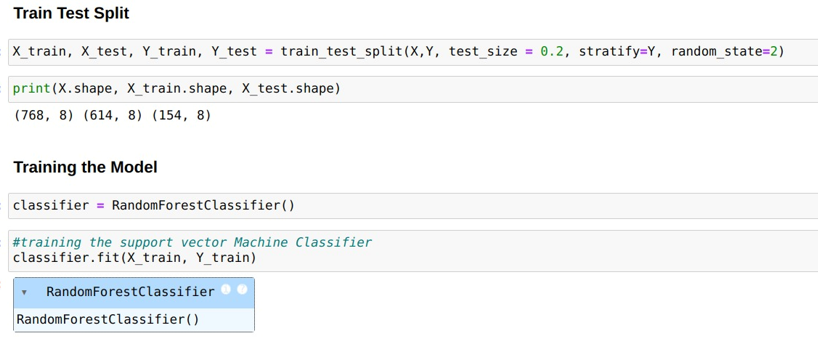 Train Test Split
X_train, X_test, Y_train, Y_test = train_test_split(X,Y, test_size = 0.2, stratify=Y, random_state=2)
print(X.shape, X_train.shape, X_test.shape)
(768, 8) (614, 8) (154, 8)
Training the Model
classifier = RandomForestClassifier()
#training the support vector Machine Classifier
classifier.fit(X_train, Y_train)
▾ RandomForestClassifier i ?
RandomForestClassifier()